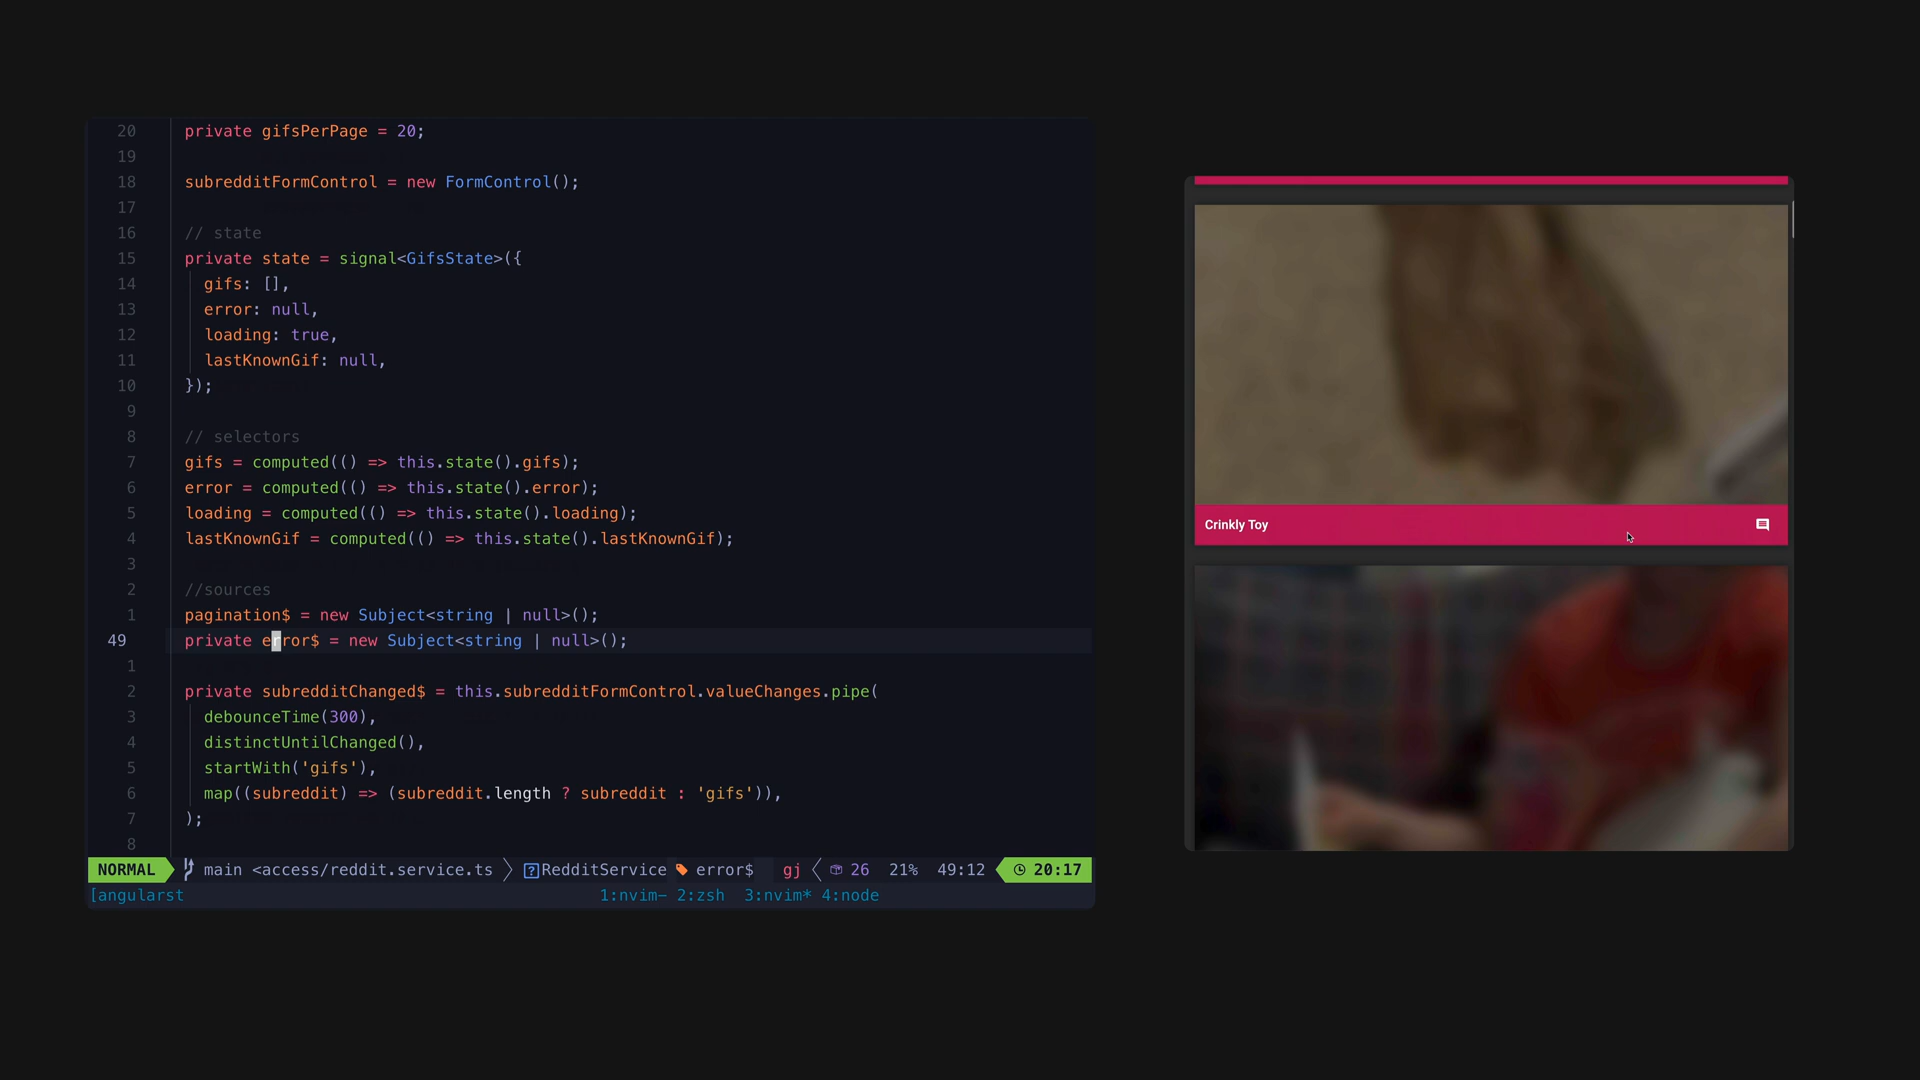 20 private gifsPerPage = 20;
19
18 subredditFormControl = new FormControl();
17
16 // state
15 private state = signal<GifsState>({
14 gifs: [],
13 error: null,
12 loading: true,
11 lastKnownGif: null,
10 });
9
8 // selectors
7 gifs = computed(() => this.state().gifs);
6 error = computed(() => this.state().error);
5 loading = computed(() => this.state().loading);
4 lastKnownGif = computed(() => this.state().lastKnownGif);
3
2 //sources
1 pagination$ = new Subject<string | null>();
49 private error$ = new Subject<string | null>();
1
2 private subredditChanged$ = this.subredditFormControl.valueChanges.pipe(
3 debounceTime(300),
4 distinctUntilChanged(),
5 startWith('gifs'),
6 map((subreddit) => (subreddit.length ? subreddit : 'gifs')),
7 );
8
NORMAL main <access/reddit.service.ts RedditService error$ gj 26 21% 49:12 20:17
[angularst 1:nvim- 2:zsh 3:nvim* 4:node
Crinkly Toy